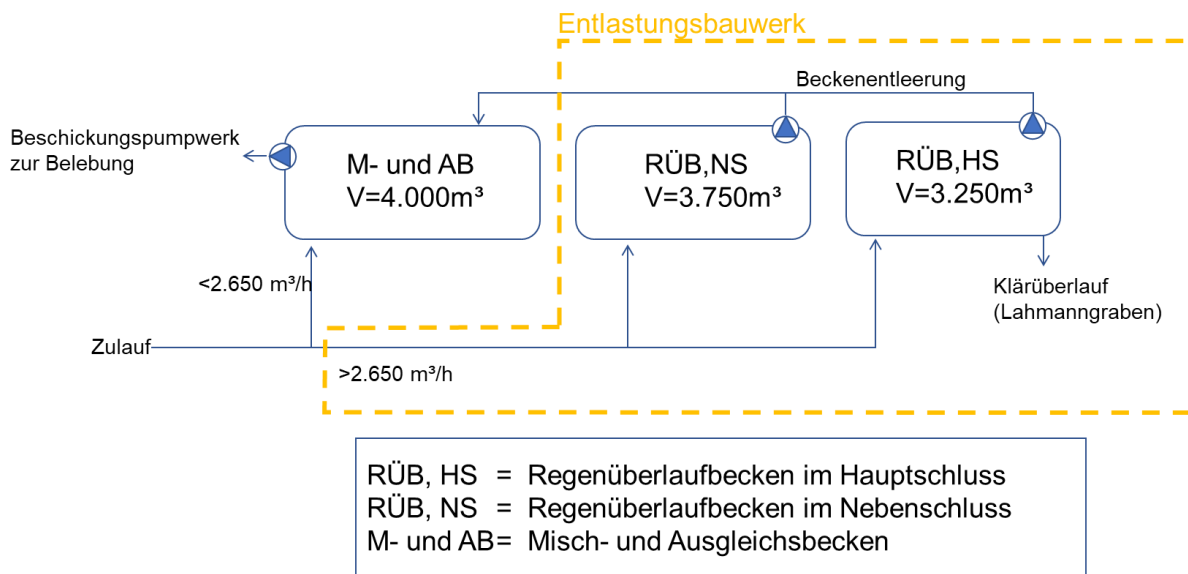 Entlastungsbauwerk
Beckenentleerung
Beschickungspumpwerk
zur Belebung
M- und AB
V=4.000m³
RÜB,NS
V=3.750m³
RÜB,HS
V=3.250m³
<2.650 m³/h
Klärüberlauf
(Lahmanngraben)
Zulauf
>2.650 m³/h
RÜB, HS = Regenüberlaufbecken im Hauptschluss
RÜB, NS = Regenüberlaufbecken im Nebenschluss
M- und AB= Misch- und Ausgleichsbecken